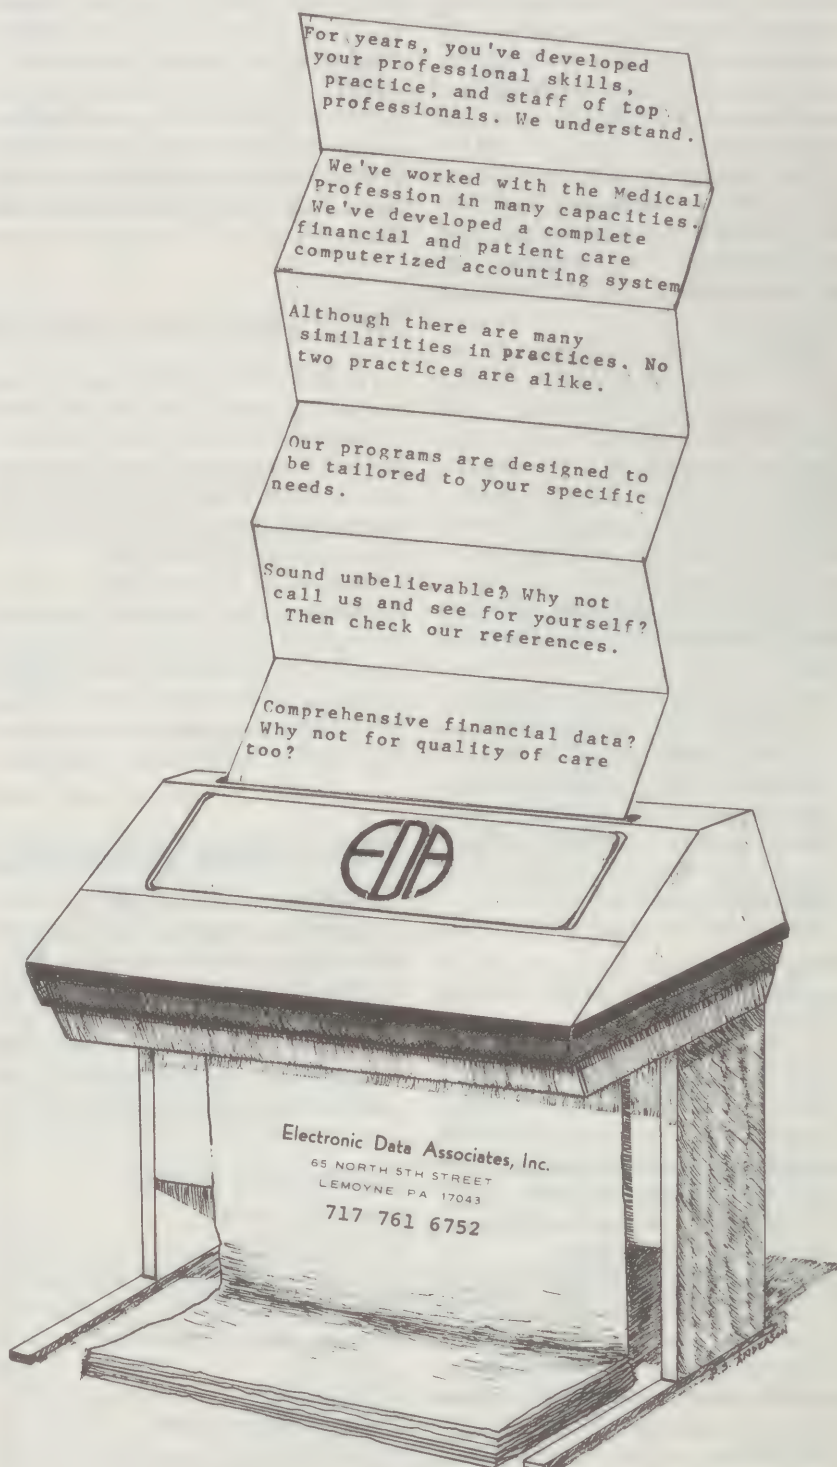 For years, you've developed
your professional skills,
practice, and staff of top
professionals. We understand.
We've worked with the Medical
Profession in many capacities.
We've developed a complete
financial and patient care
computerized accounting system
Although there are many
similarities in practices. No
two practices are alike.
Our programs are designed to
be tailored to your specific
needs.
Sound unbelievable? Why not
call us and see for yourself?
Then check our references.
Comprehensive financial data?
Why not for quality of care
too?
EDA
Electronic Data Associates, Inc.
65 NORTH 5TH STREET
LEMOYNE PA 17043
717 761 6752
ANDERSON